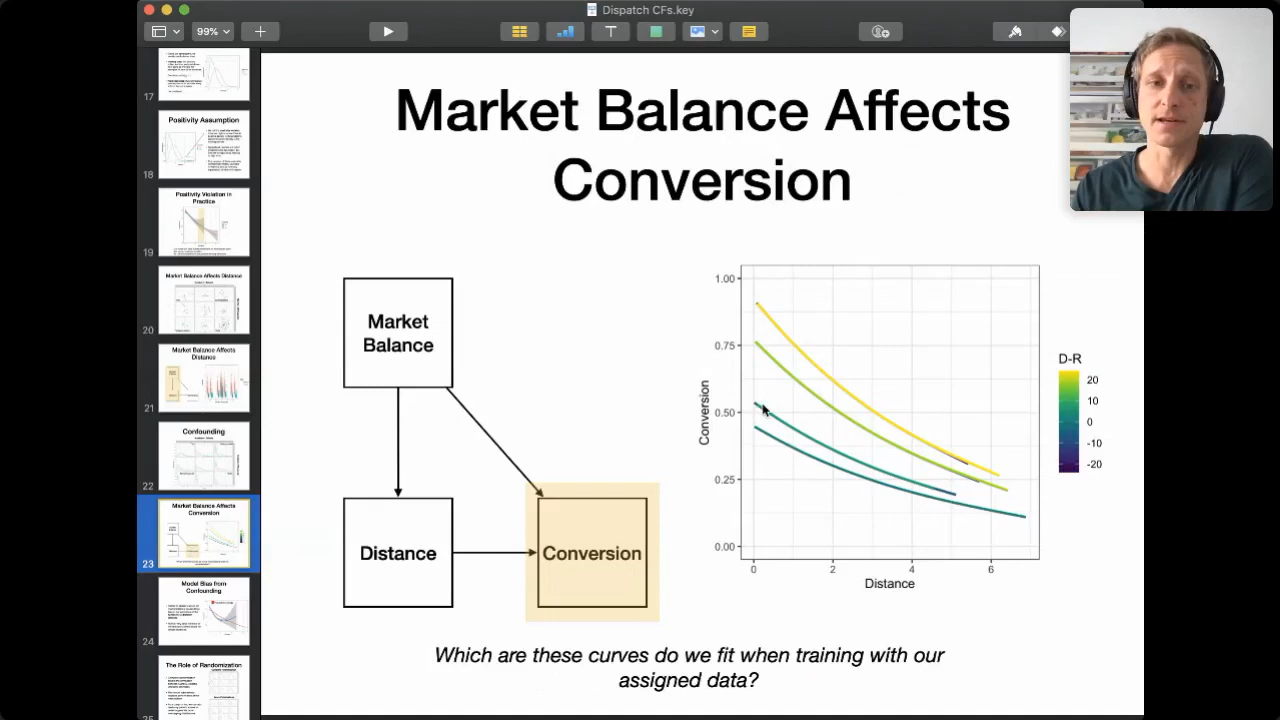 Dispatch CFs.key
99%
17
Positivity Assumption
18
Positivity Violation in
Practice
19
Market Balance Affects Distance
20
Market Balance Affects
Distance
21
Confounding
22
Market Balance Affects
Conversion
23
Model Bias from
Confounding
24
The Role of Randomization
Market Balance Affects
Conversion
Market
Balance
Distance
Conversion
1.00
0.75
0.50
0.25
0.00
Conversion
0
2
4
6
Distance
D-R
20
10
0
-10
-20
Which are these curves do we fit when training with our
assigned data?